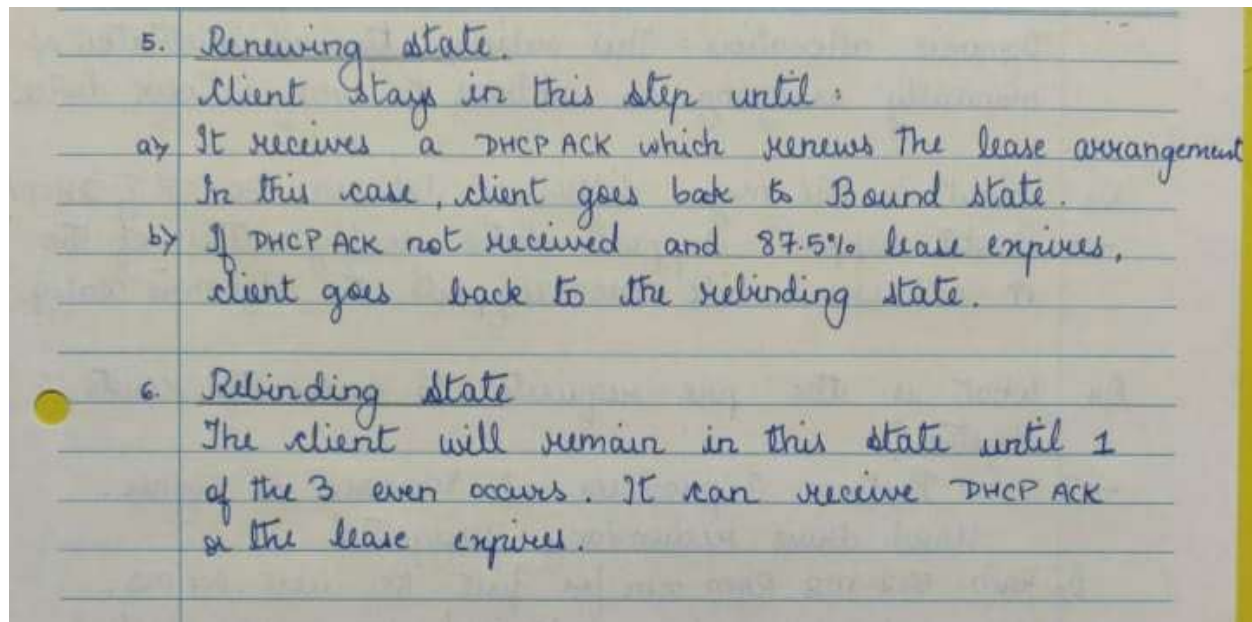 5. Renewing state.
Client stays in this step until :
a) It receives a DHCP ACK which renews the lease arrangement
In this case, client goes back to Bound state.
b) If DHCP ACK not received and 87.5% lease expires,
client goes back to the rebinding state.
6. Rebinding state
The client will remain in this state until 1
of the 3 even occurs. It can receive DHCP ACK
or the lease expires.